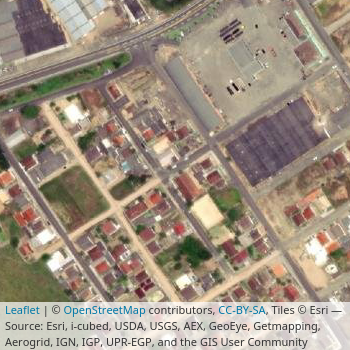 Leaflet | © OpenStreetMap contributors, CC-BY-SA, Tiles © Esri —
Source: Esri, i-cubed, USDA, USGS, AEX, GeoEye, Getmapping,
Aerogrid, IGN, IGP, UPR-EGP, and the GIS User Community